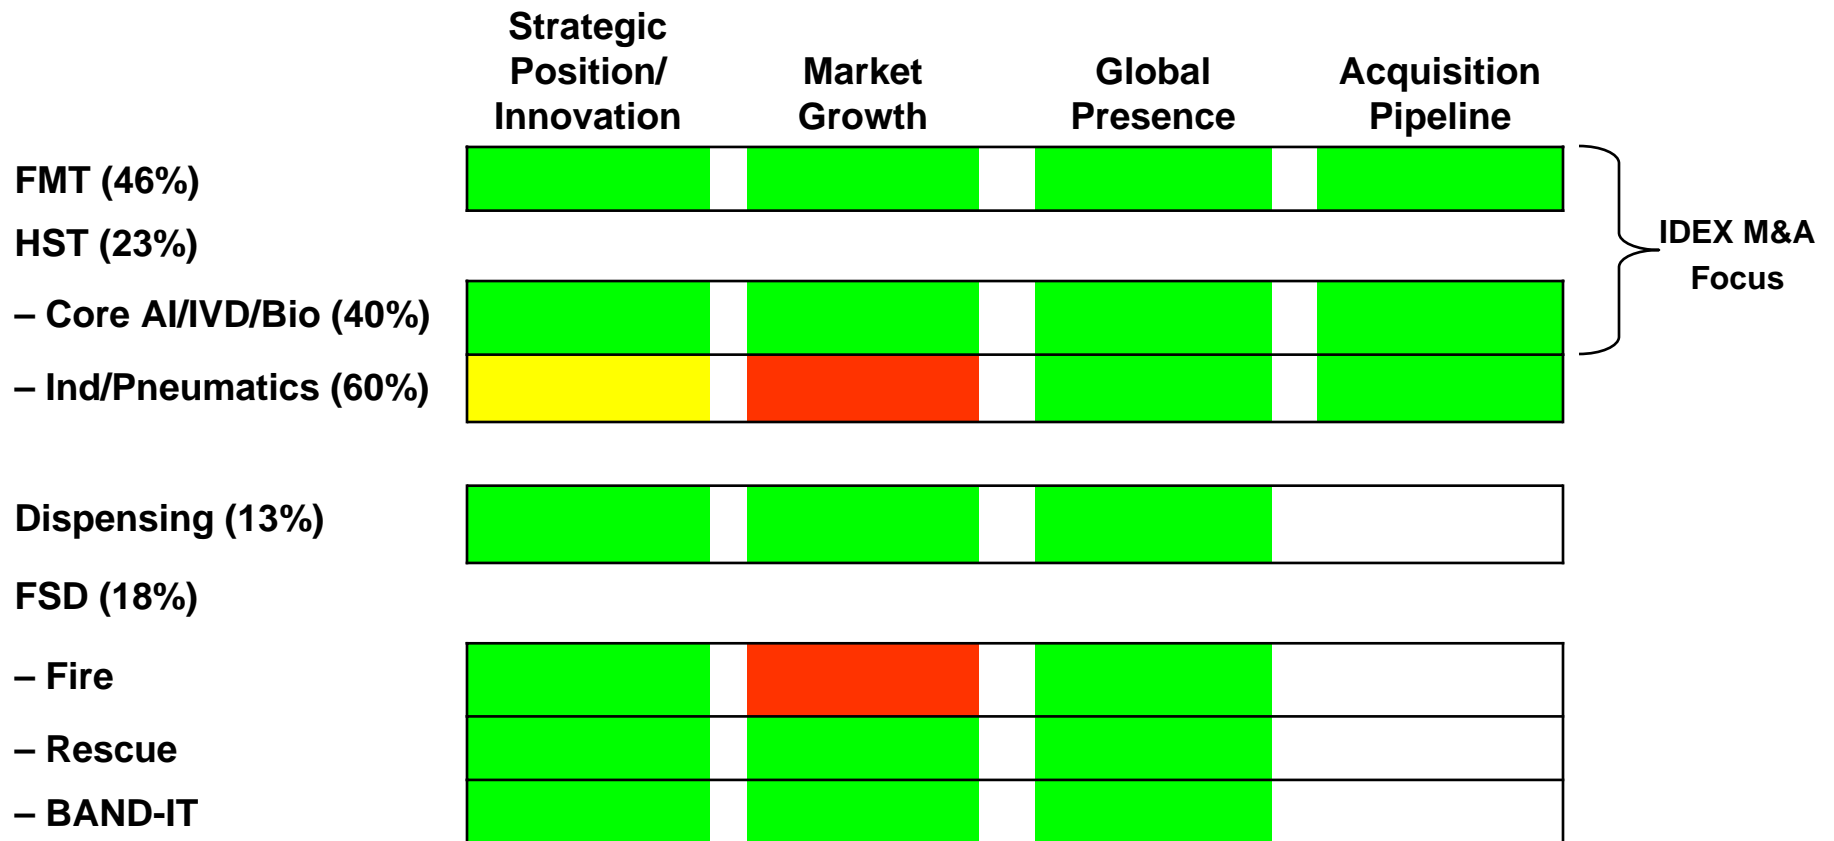 Strategic
Position/
Innovation
Market
Growth
Global
Presence
Acquisition
Pipeline
FMT (46%)
HST (23%)
– Core AI/IVD/Bio (40%)
– Ind/Pneumatics (60%)
IDEX M&A
Focus
Dispensing (13%)
FSD (18%)
– Fire
– Rescue
– BAND-IT